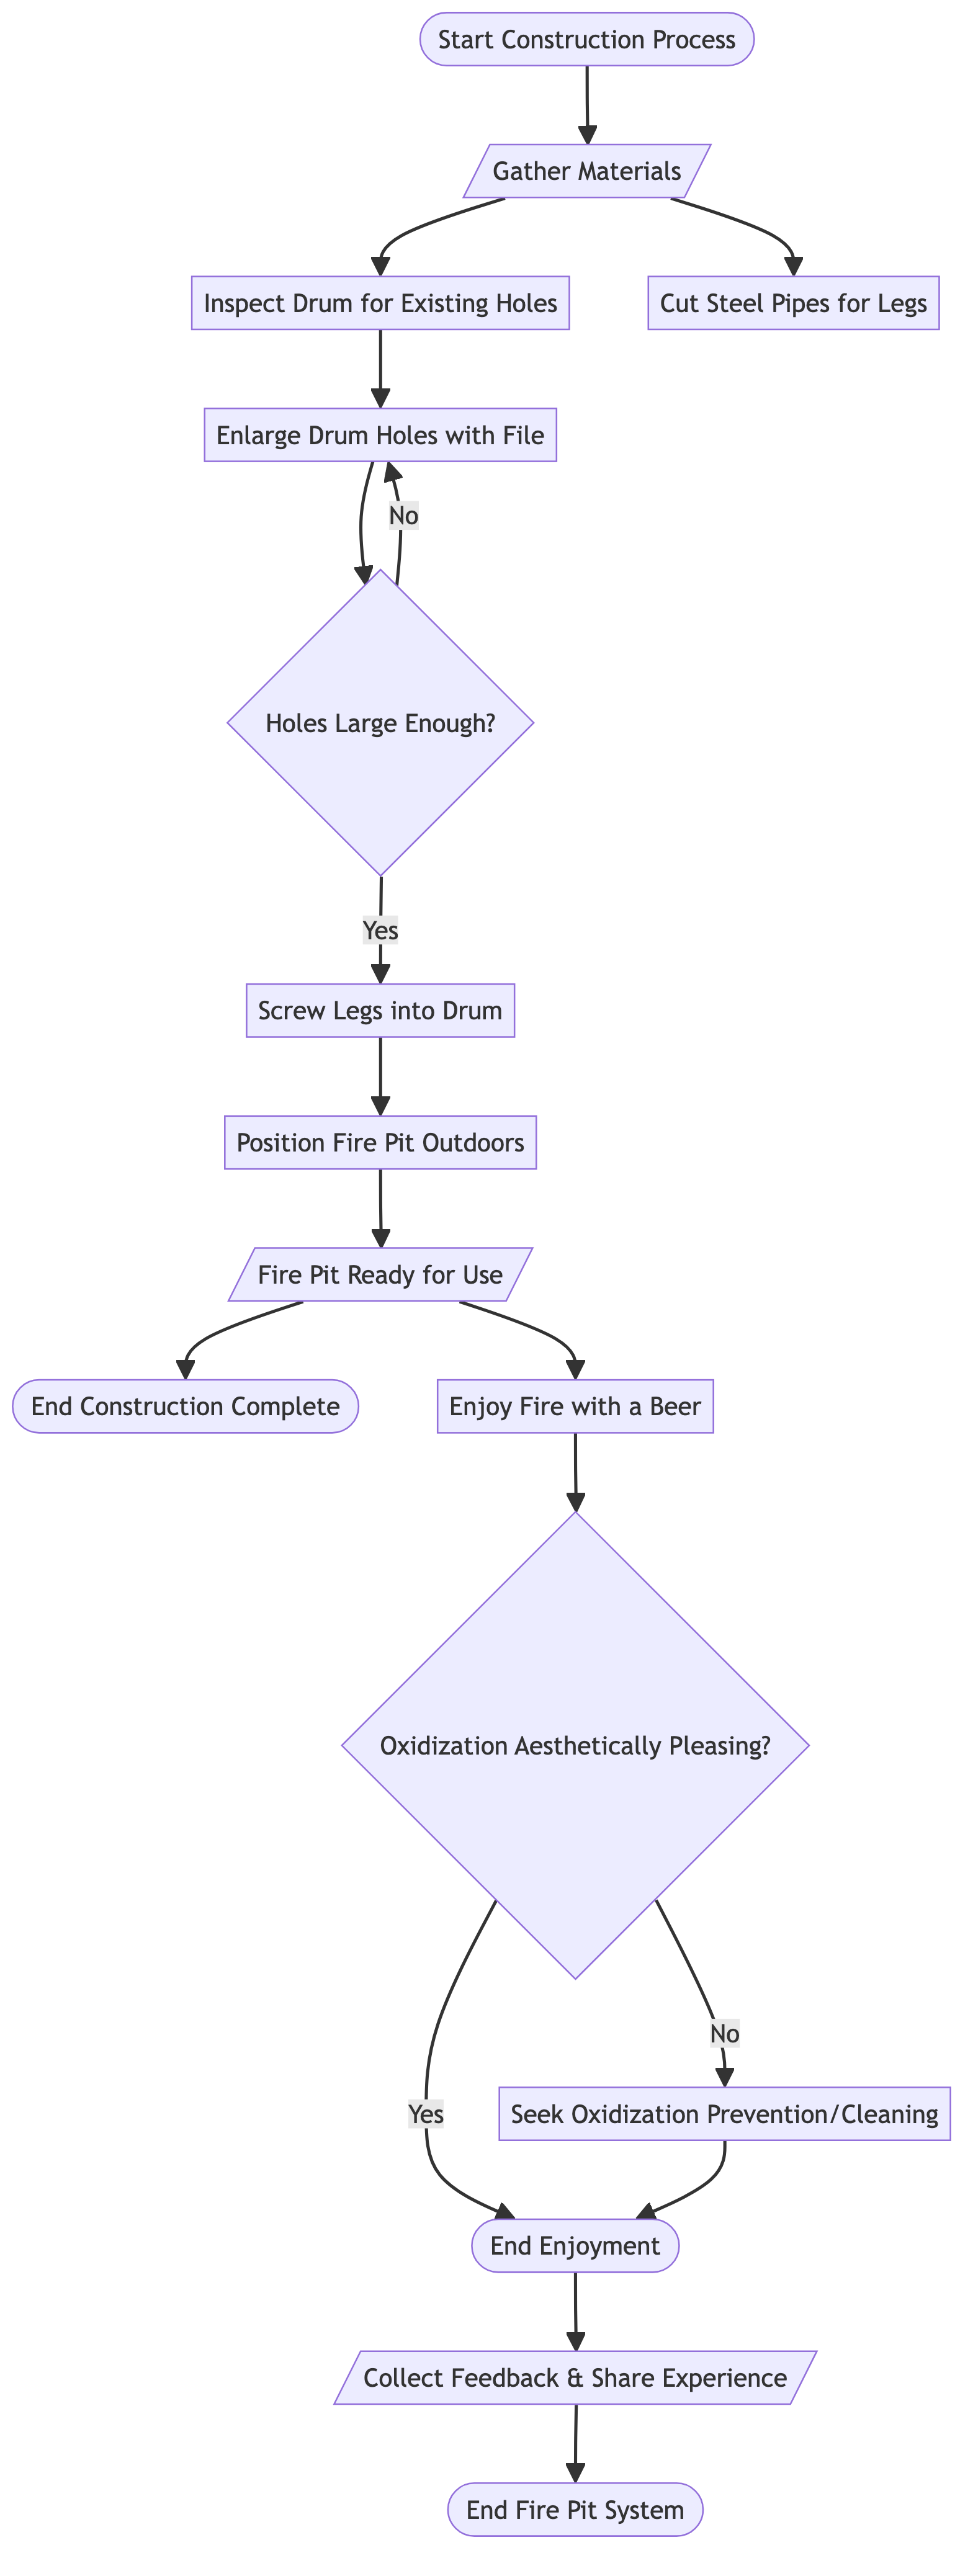 Start Construction Process
Gather Materials
Inspect Drum for Existing Holes
Cut Steel Pipes for Legs
Enlarge Drum Holes with File
No
Holes Large Enough?
Yes
Screw Legs into Drum
Position Fire Pit Outdoors
Fire Pit Ready for Use
End Construction Complete
Enjoy Fire with a Beer
Oxidization Aesthetically Pleasing?
No
Yes
Seek Oxidization Prevention/Cleaning
End Enjoyment
Collect Feedback & Share Experience
End Fire Pit System